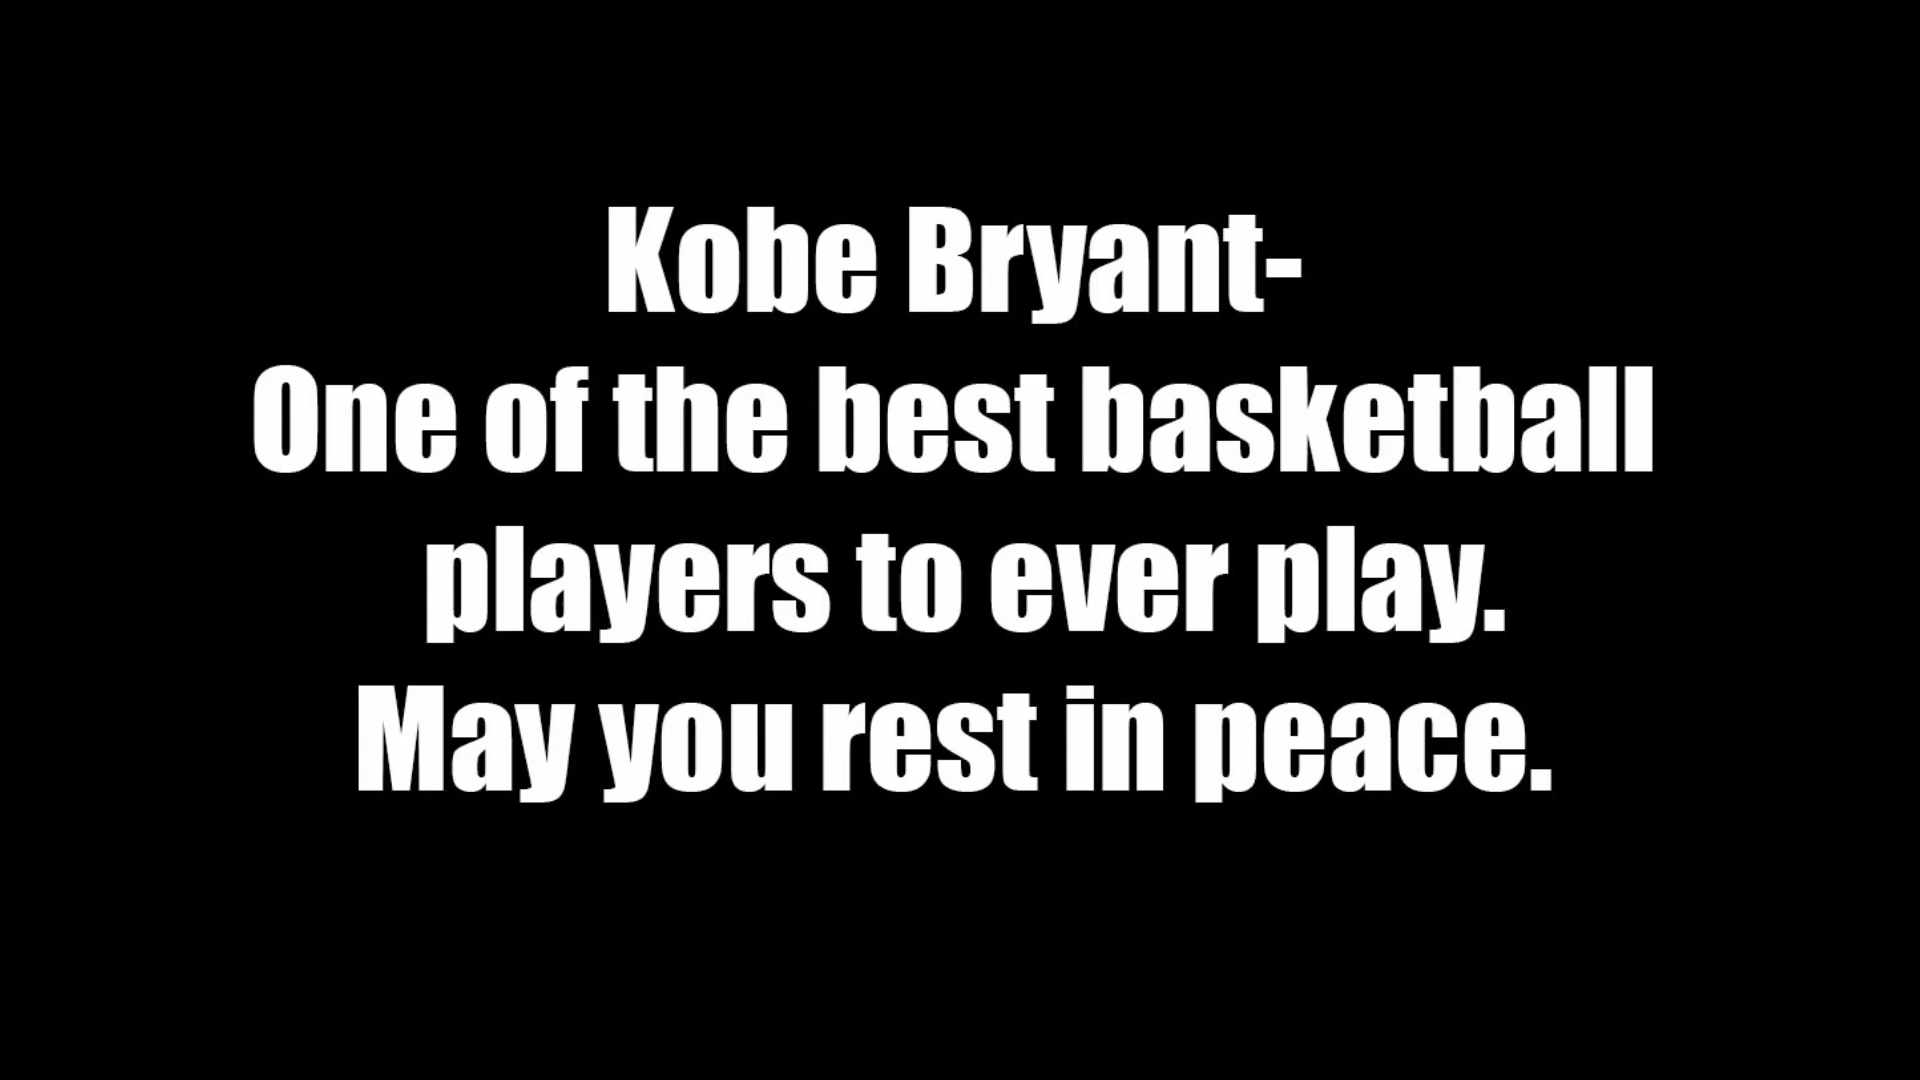 Kobe Bryant-
One of the best basketball
players to ever play.
May you rest in peace.